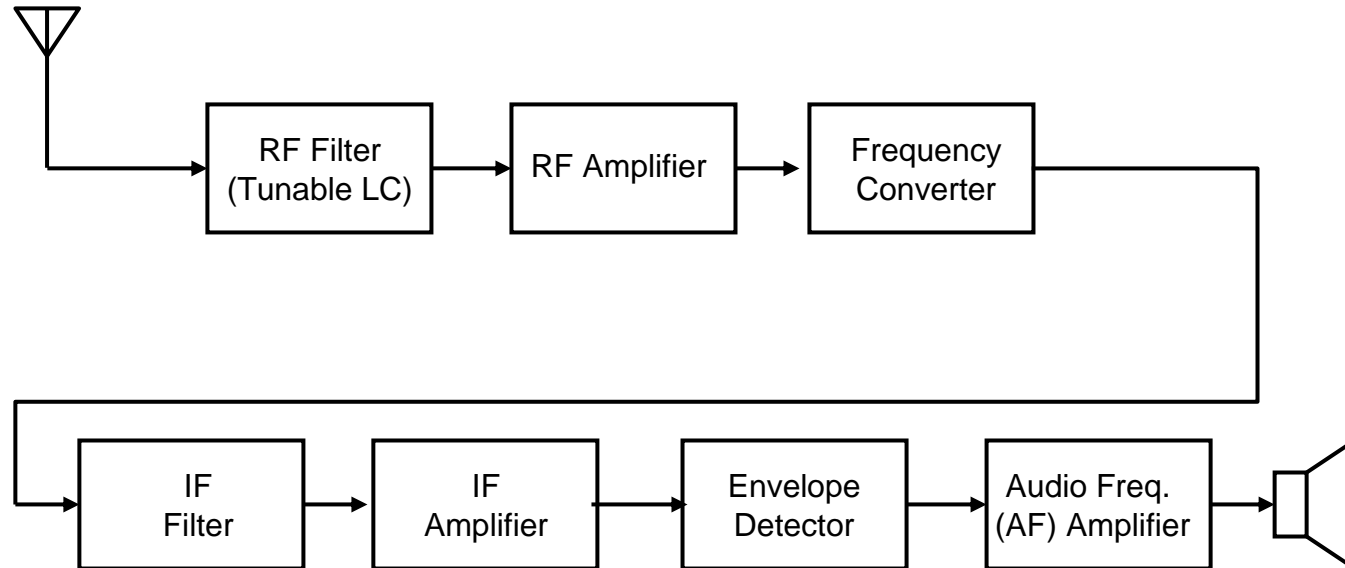 RF Filter
(Tunable LC)
RF Amplifier
Frequency
Converter
IF
Filter
IF
Amplifier
Envelope
Detector
Audio Freq.
(AF) Amplifier